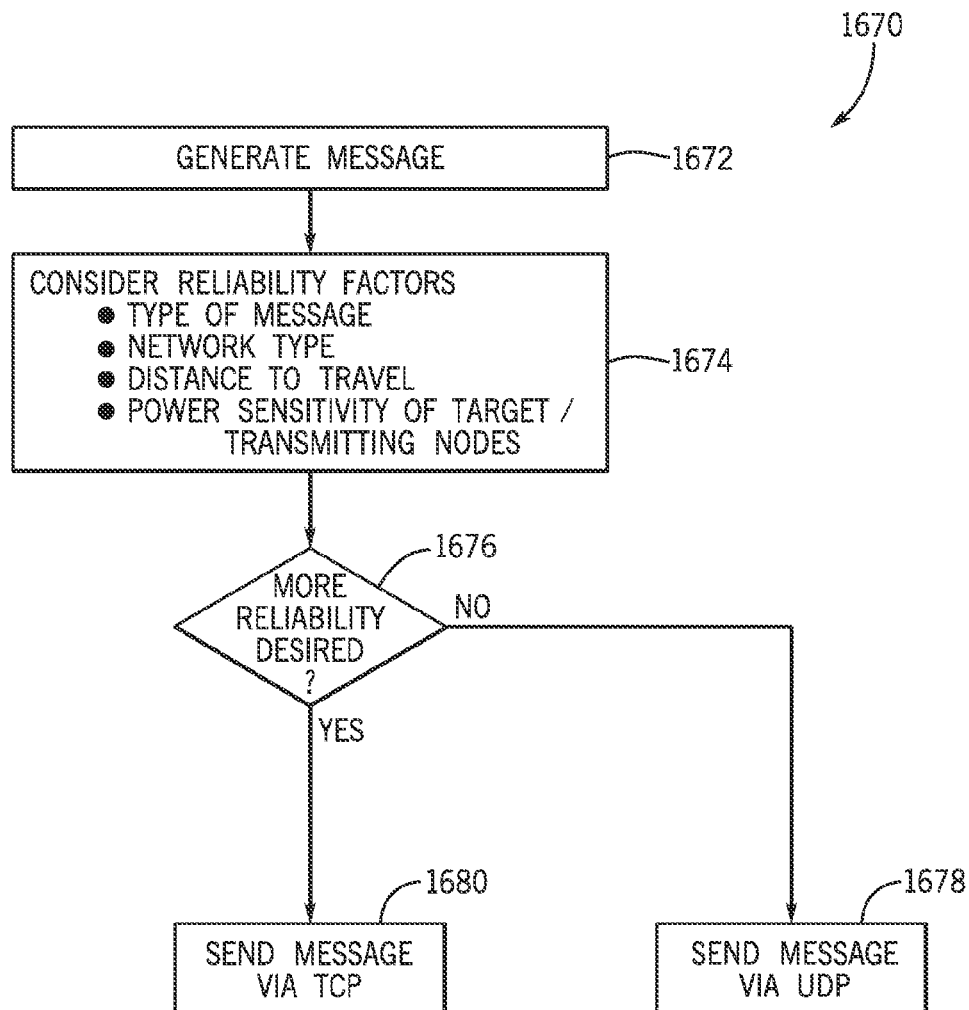 1670
GENERATE MESSAGE
1672
CONSIDER RELIABILITY FACTORS
● TYPE OF MESSAGE
● NETWORK TYPE
● DISTANCE TO TRAVEL
● POWER SENSITIVITY OF TARGET /
TRANSMITTING NODES
1674
1676
MORE
RELIABILITY
DESIRED
?
NO
YES
1680
SEND MESSAGE
VIA TCP
1678
SEND MESSAGE
VIA UDP